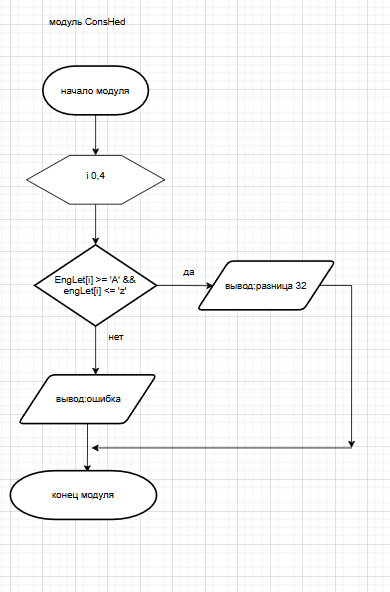 модуль ConsHed
начало модуля
i 0,4
EngLet[i] >= 'A' &&
engLet[i] <= 'z'
да
вывод:разница 32
нет
вывод:ошибка
конец модуля